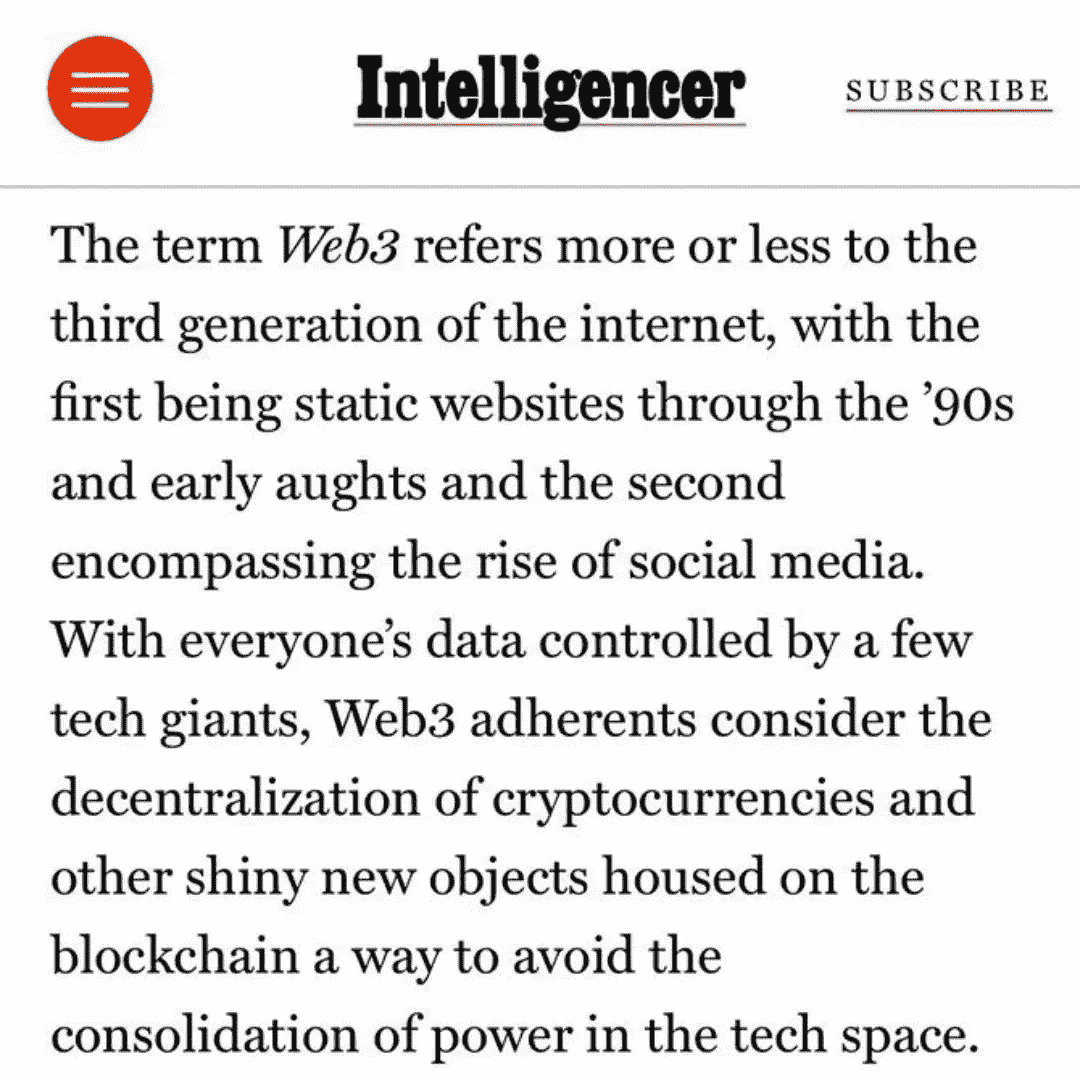 Intelligencer
SUBSCRIBE
The term Web3 refers more or less to the
third generation of the internet, with the
first being static websites through the ’90s
and early aughts and the second
encompassing the rise of social media.
With everyone’s data controlled by a few
tech giants, Web3 adherents consider the
decentralization of cryptocurrencies and
other shiny new objects housed on the
blockchain a way to avoid the
consolidation of power in the tech space.